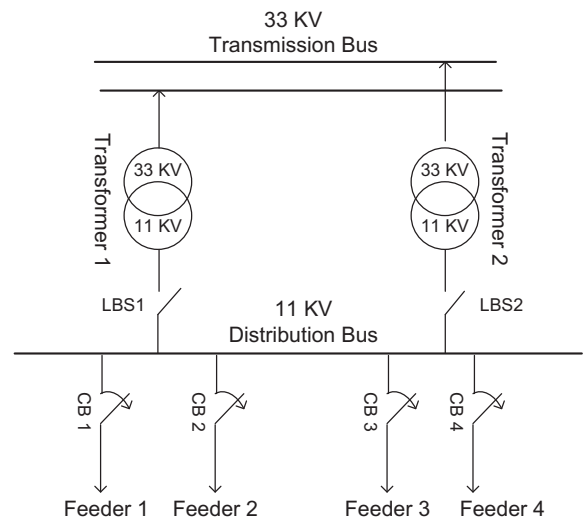 33 KV
Transmission Bus
Transformer 1
33 KV
11 KV
33 KV
11 KV
Transformer 2
LBS1
11 KV
Distribution Bus
LBS2
CB 1
CB 2
CB 3
CB 4
Feeder 1
Feeder 2
Feeder 3
Feeder 4